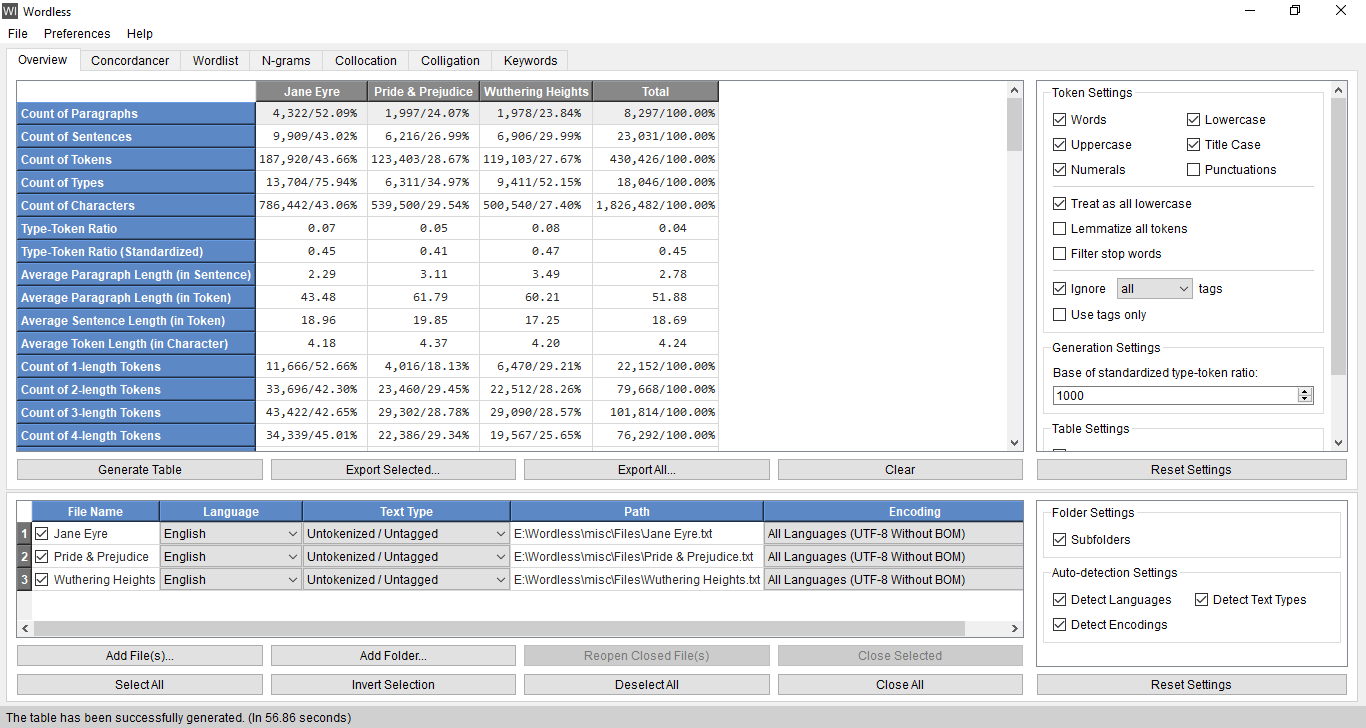 WI Wordless
File Preferences Help
Overview Concordancer Wordlist N-grams Collocation Colligation Keywords
Jane Eyre Pride & Prejudice Wuthering Heights Total
Count of Paragraphs 4,322/52.09% 1,997/24.07% 1,978/23.84% 8,297/100.00%
Count of Sentences 9,909/43.02% 6,216/26.99% 6,906/29.99% 23,031/100.00%
Count of Tokens 187,920/43.66% 123,403/28.67% 119,103/27.67% 430,426/100.00%
Count of Types 13,704/75.94% 6,311/34.97% 9,411/52.15% 18,046/100.00%
Count of Characters 786,442/43.06% 539,500/29.54% 500,540/27.40% 1,826,482/100.00%
Type-Token Ratio 0.07 0.05 0.08 0.04
Type-Token Ratio (Standardized) 0.45 0.41 0.47 0.45
Average Paragraph Length (in Sentence) 2.29 3.11 3.49 2.78
Average Paragraph Length (in Token) 43.48 61.79 60.21 51.88
Average Sentence Length (in Token) 18.96 19.85 17.25 18.69
Average Token Length (in Character) 4.18 4.37 4.20 4.24
Count of 1-length Tokens 11,666/52.66% 4,016/18.13% 6,470/29.21% 22,152/100.00%
Count of 2-length Tokens 33,696/42.30% 23,460/29.45% 22,512/28.26% 79,668/100.00%
Count of 3-length Tokens 43,422/42.65% 29,302/28.78% 29,090/28.57% 101,814/100.00%
Count of 4-length Tokens 34,339/45.01% 22,386/29.34% 19,567/25.65% 76,292/100.00%
Generate Table Export Selected... Export All... Clear
Token Settings
Words Lowercase
Uppercase Title Case
Numerals Punctuations
Treat as all lowercase
Lemmatize all tokens
Filter stop words
Ignore all tags
Use tags only
Generation Settings
Base of standardized type-token ratio:
1000
Table Settings
Reset Settings
File Name Language Text Type Path Encoding
1 Jane Eyre English Untokenized / Untagged E:\Wordless\misc\Files\Jane Eyre.txt All Languages (UTF-8 Without BOM)
2 Pride & Prejudice English Untokenized / Untagged E:\Wordless\misc\Files\Pride & Prejudice.txt All Languages (UTF-8 Without BOM)
3 Wuthering Heights English Untokenized / Untagged E:\Wordless\misc\Files\Wuthering Heights.txt All Languages (UTF-8 Without BOM)
Add File(s)... Add Folder... Reopen Closed File(s) Close Selected
Select All Invert Selection Deselect All Close All
Folder Settings
Subfolders
Auto-detection Settings
Detect Languages Detect Text Types
Detect Encodings
Reset Settings
The table has been successfully generated. (In 56.86 seconds)